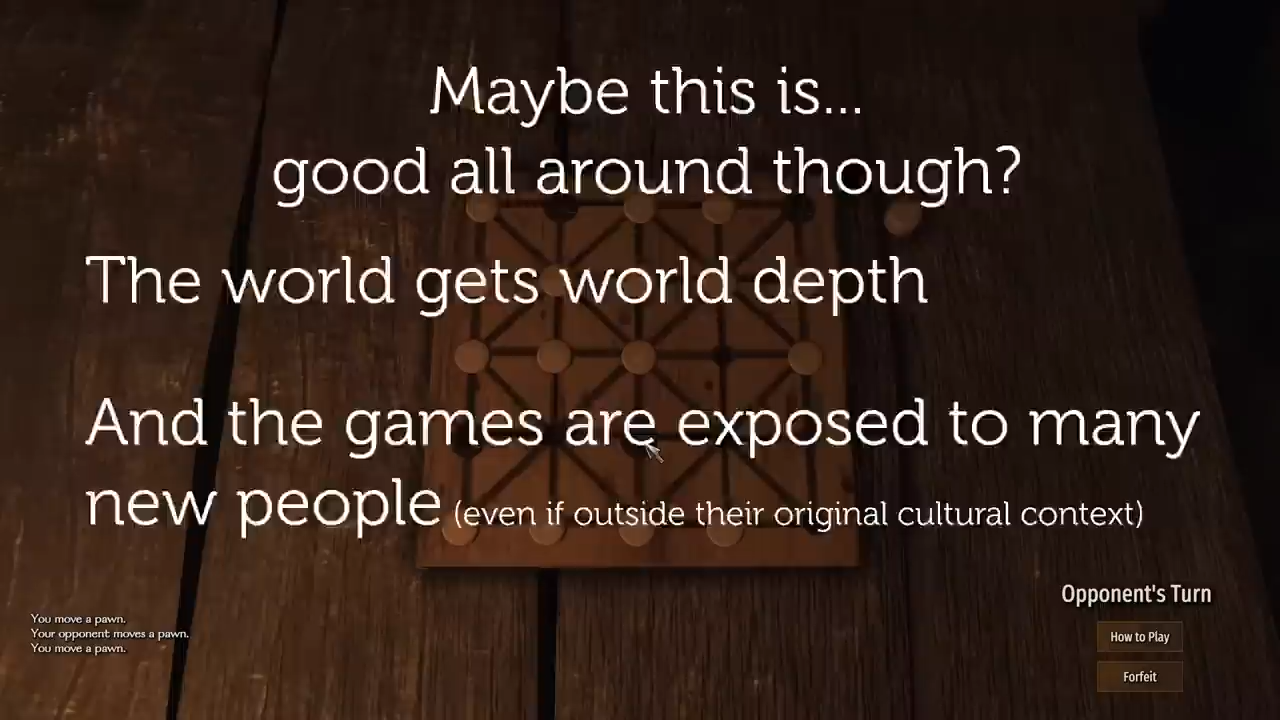 Maybe this is...
good all around though?
The world gets world depth
And the games are exposed to many
new people (even if outside their original cultural context)
Opponent's Turn
You move a pawn.
Your opponent moves a pawn.
You move a pawn.
How to Play
Forfeit